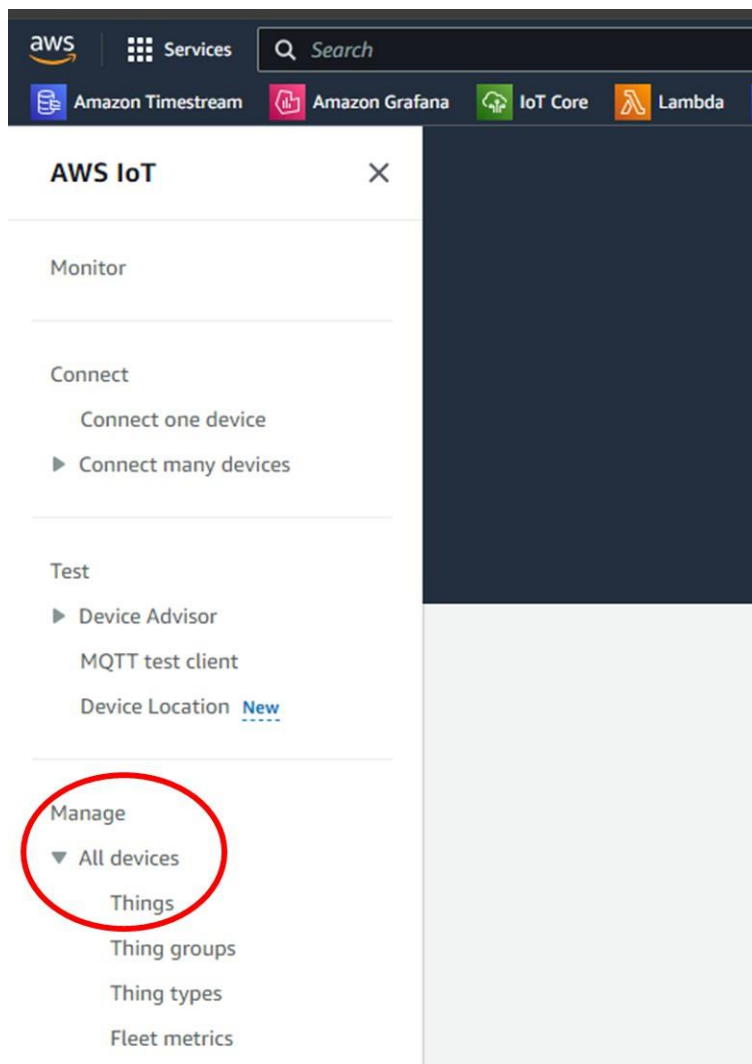 aws Services Search
Amazon Timestream Amazon Grafana IoT Core Lambda
AWS IoT
Monitor
Connect
Connect one device
Connect many devices
Test
Device Advisor
MQTT test client
Device Location New
Manage
All devices
Things
Thing groups
Thing types
Fleet metrics